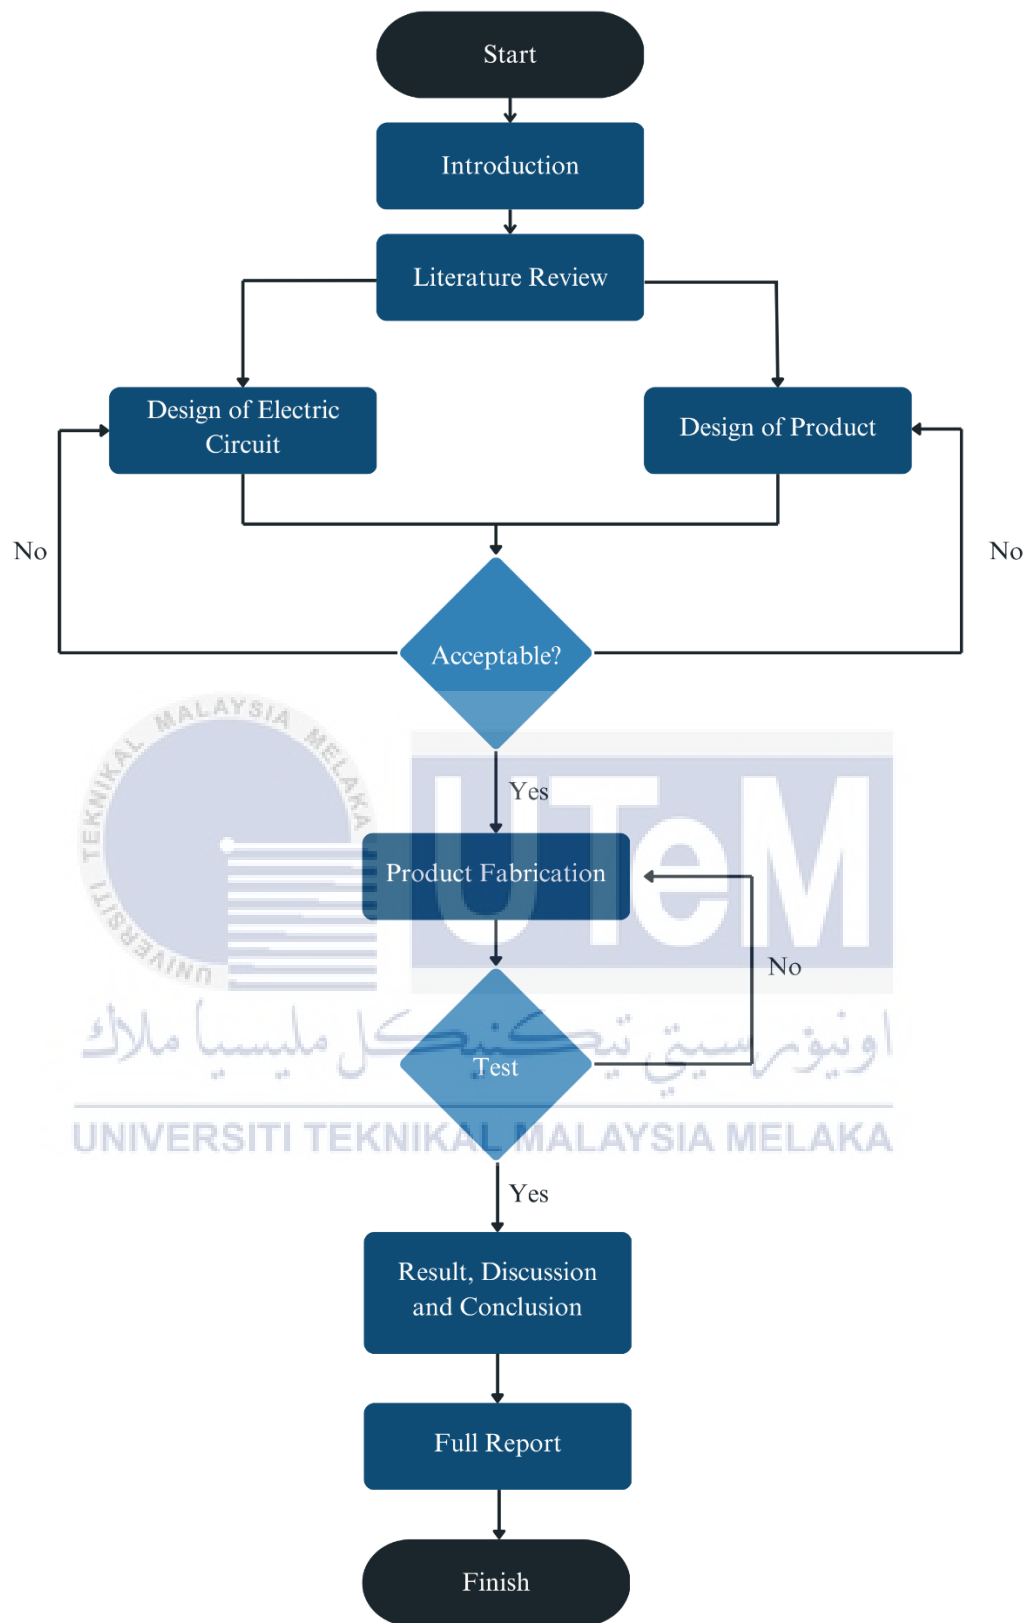 Start
Introduction
Literature Review
Design of Electric
Circuit
Design of Product
No
No
Acceptable?
Yes
UNIVERSITI TEKNIKAL MALAYSIA MELAKA
UTeM
Product Fabrication
No
اونيۏرسيتي تيكنيكل مليسيا ملاك
Test
UNIVERSITI TEKNIKAL MALAYSIA MELAKA
Yes
Result, Discussion
and Conclusion
Full Report
Finish